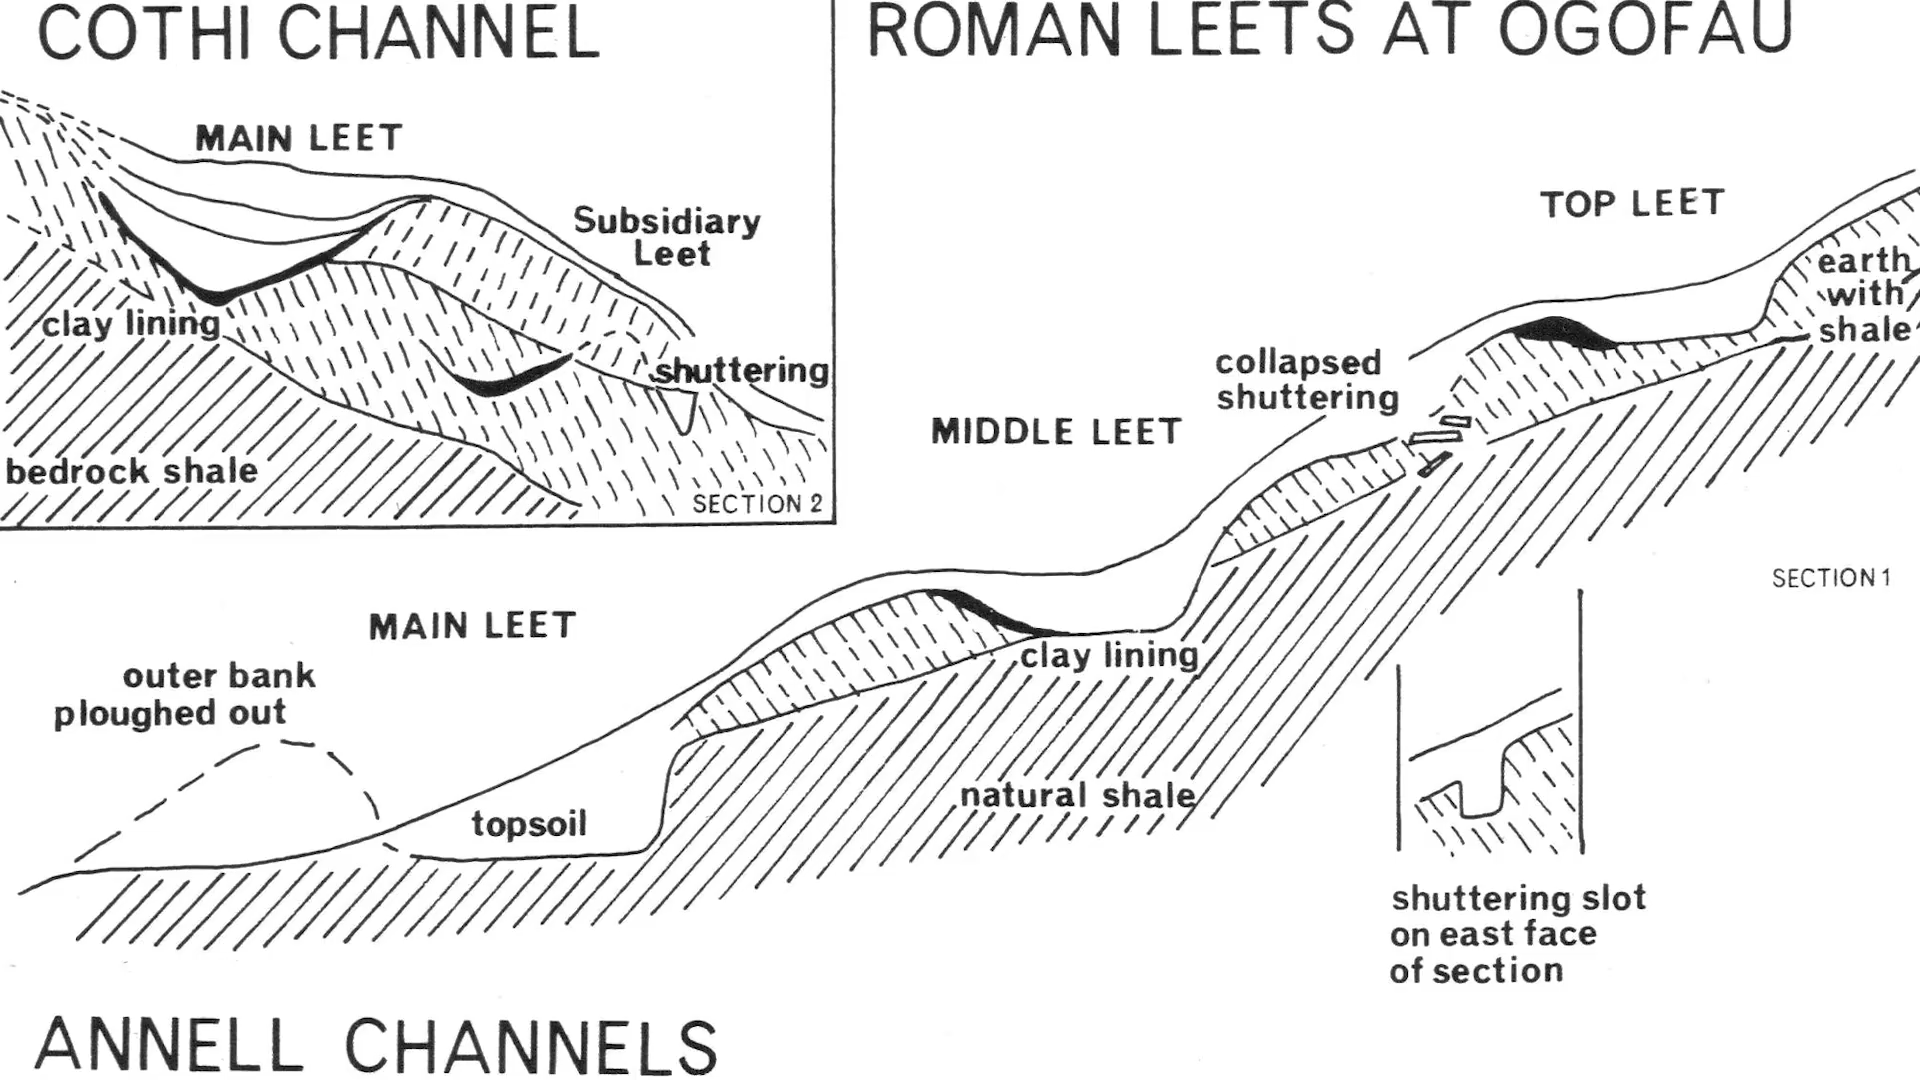 COTHI CHANNEL
ROMAN LEETS AT OGOFAU
MAIN LEET
Subsidiary
Leet
clay lining
shuttering
bedrock shale
SECTION 2
TOP LEET
earth
with
shale
collapsed
shuttering
MIDDLE LEET
SECTION 1
MAIN LEET
outer bank
ploughed out
clay lining
topsoil
natural shale
shuttering slot
on east face
of section
ANNELL CHANNELS